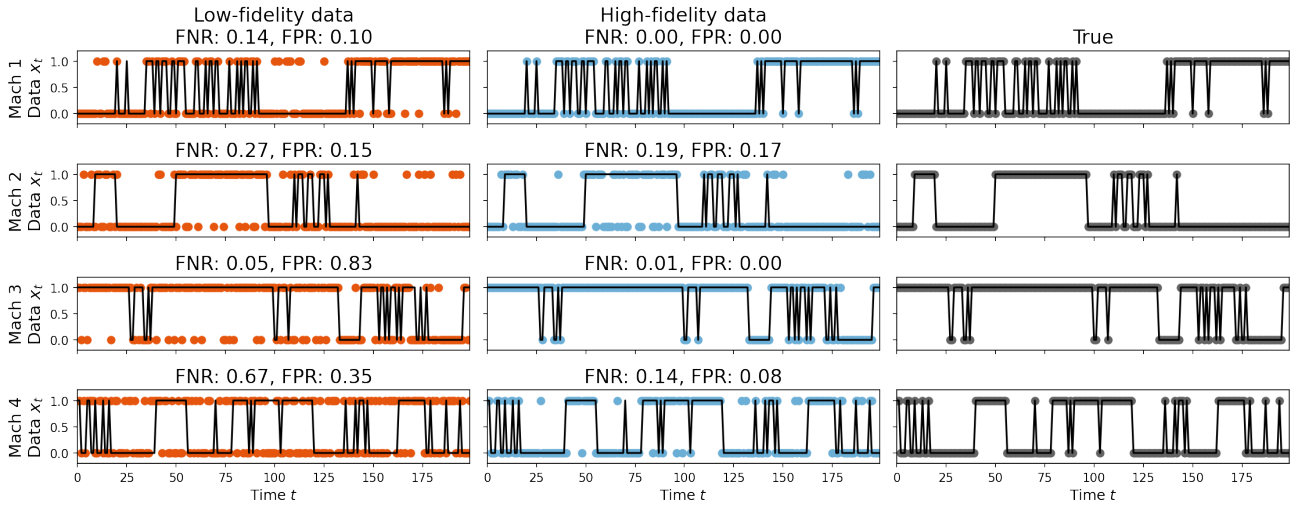 Low-fidelity data High-fidelity data
FNR: 0.14, FPR: 0.10 FNR: 0.00, FPR: 0.00 True
Mach 1
Data xₜ
1.0
0.5
0.0
FNR: 0.27, FPR: 0.15 FNR: 0.19, FPR: 0.17
Mach 2
Data xₜ
1.0
0.5
0.0
FNR: 0.05, FPR: 0.83 FNR: 0.01, FPR: 0.00
Mach 3
Data xₜ
1.0
0.5
0.0
FNR: 0.67, FPR: 0.35 FNR: 0.14, FPR: 0.08
Mach 4
Data xₜ
1.0
0.5
0.0
0 25 50 75 100 125 150 175 0 25 50 75 100 125 150 175 0 25 50 75 100 125 150 175
Time t Time t Time t